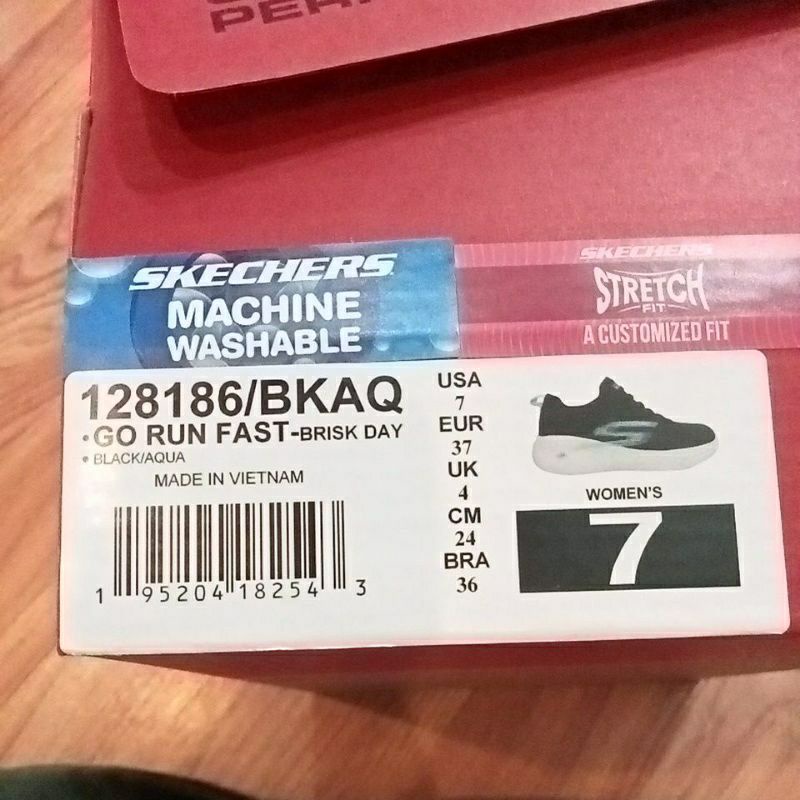 SKECHERS
MACHINE
WASHABLE
SKECHERS
STRETCH
FIT
A CUSTOMIZED FIT
128186/BKAQ
•GO RUN FAST-BRISK DAY
• BLACK/AQUA
MADE IN VIETNAM
1 95204 18254 3
USA
7
EUR
37
UK
4
CM
24
BRA
36
WOMEN'S
7